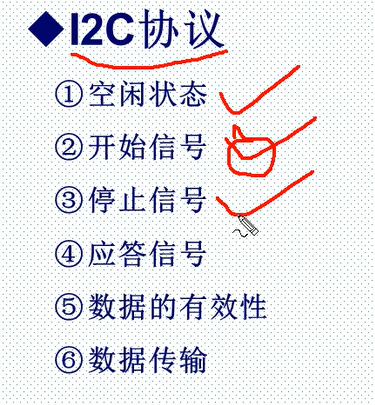 ◆I2C协议
①空闲状态
②开始信号
③停止信号
④应答信号
⑤数据的有效性
⑥数据传输